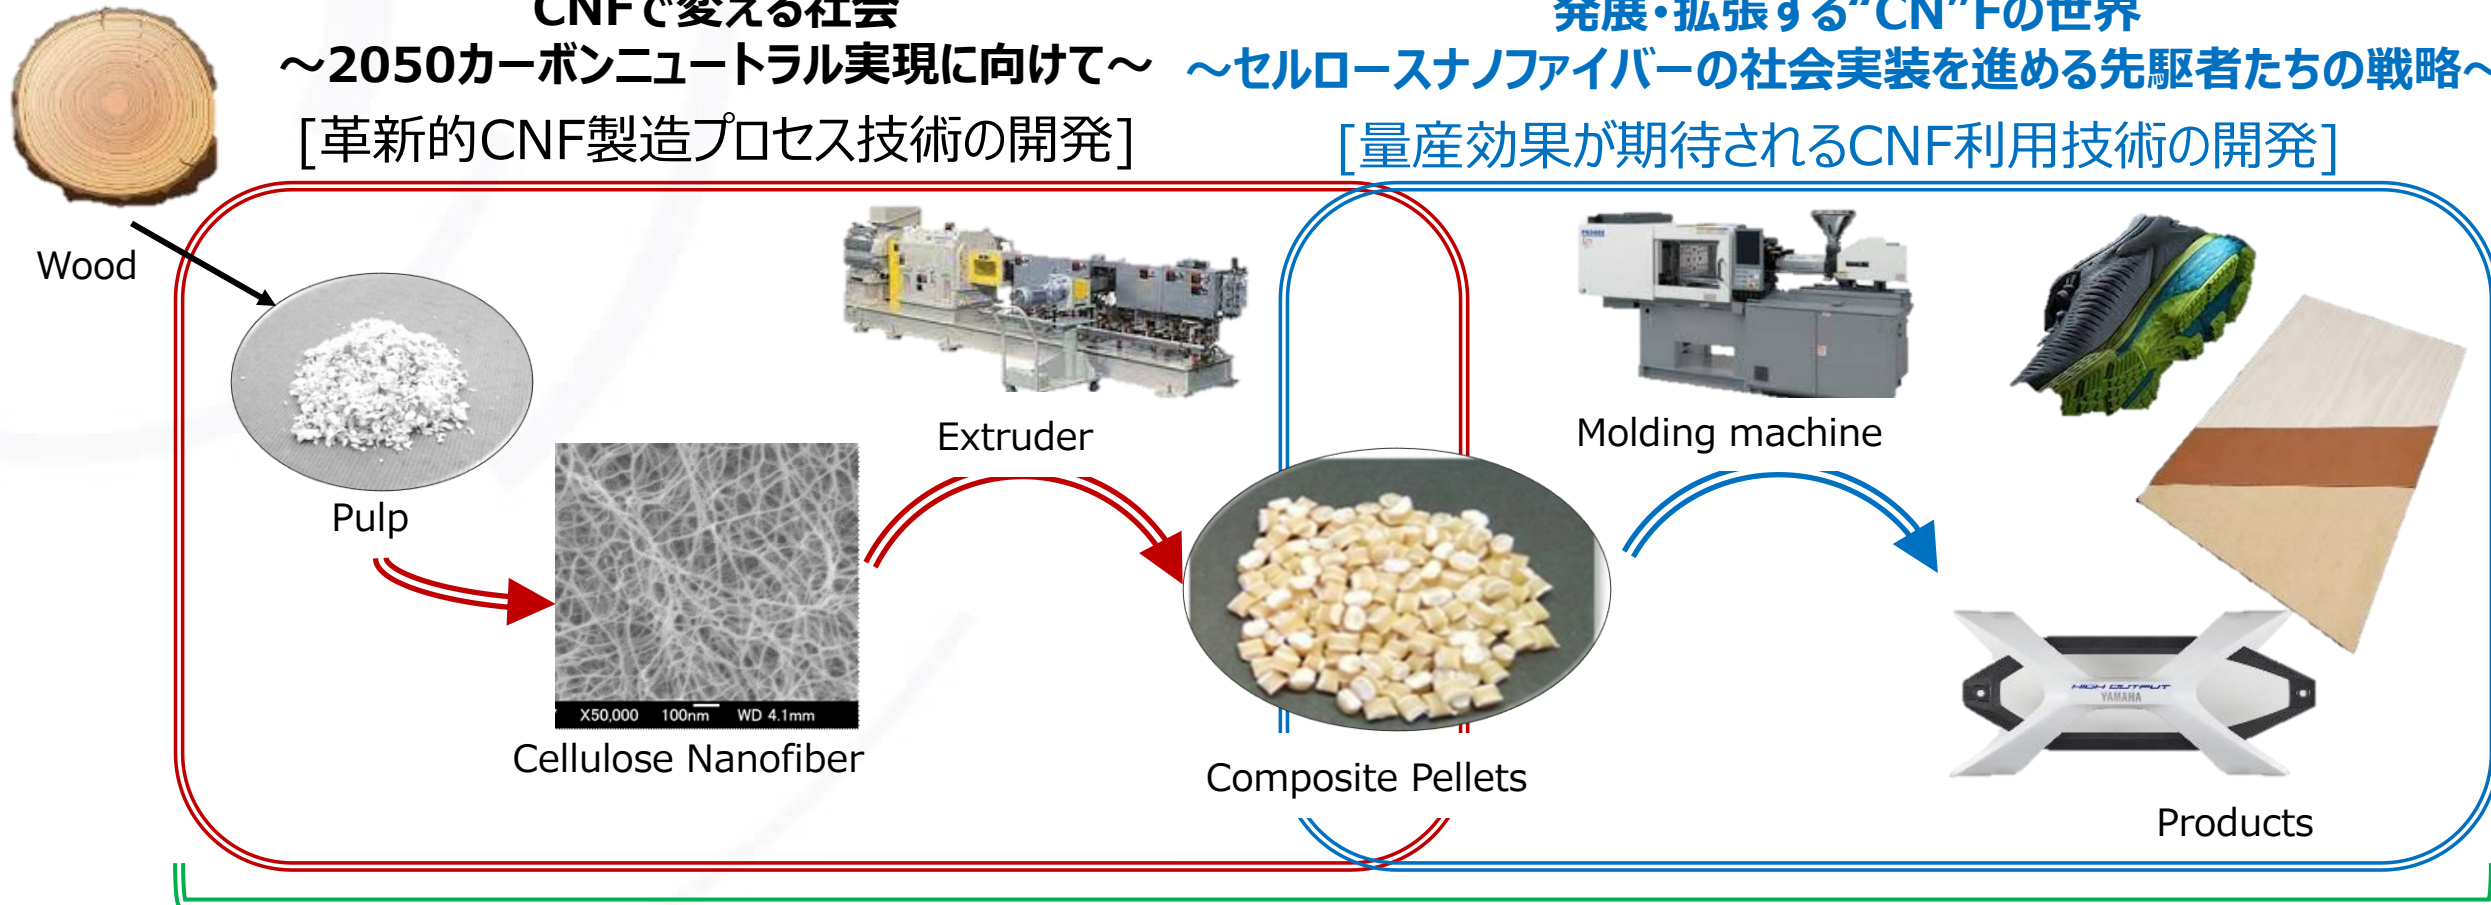 CNFで変える社会
～2050カーボンニュートラル実現に向けて～
[革新的CNF製造プロセス技術の開発]
発展・拡張する“CN”Fの世界
～セルロースナノファイバーの社会実装を進める先駆者たちの戦略～
[量産効果が期待されるCNF利用技術の開発]
Wood
Pulp
X50,000 100nm WD 4.1mm
Cellulose Nanofiber
Extruder
Composite Pellets
Molding machine
HIGH OUTPUT
YAMAHA
Products